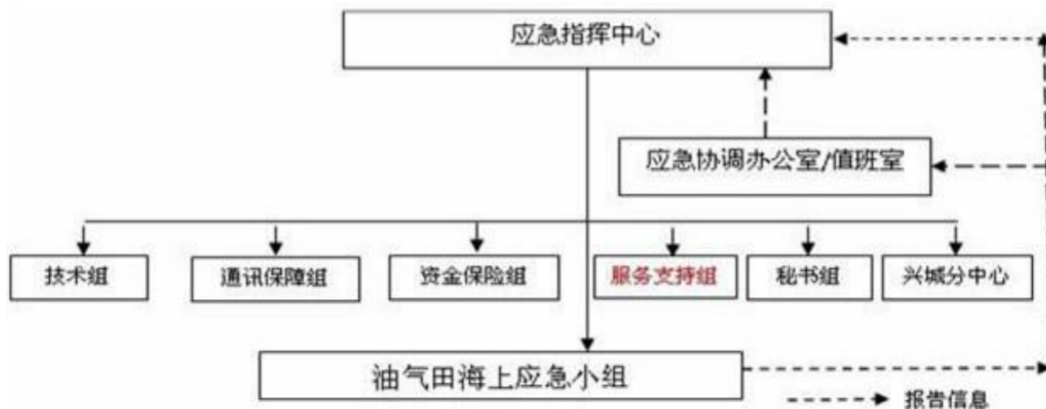 应急指挥中心
应急协调办公室/值班室
技术组
通讯保障组
资金保险组
服务支持组
秘书组
兴城分中心
油气田海上应急小组
报告信息